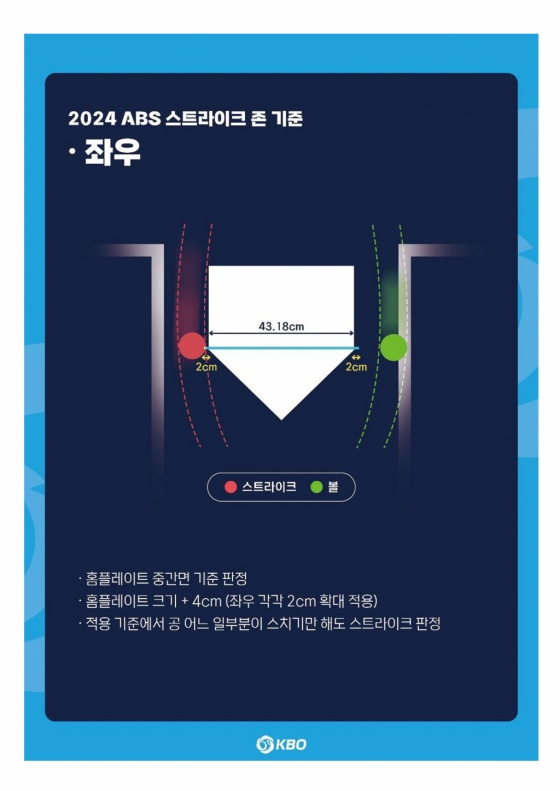 2024 ABS 스트라이크 존 기준
· 좌우
43.18cm
2cm
2cm
스트라이크 볼
· 홈플레이트 중간면 기준 판정
· 홈플레이트 크기 + 4cm (좌우 각각 2cm 확대 적용)
· 적용 기준에서 공 어느 일부분이 스치기만 해도 스트라이크 판정
KBO